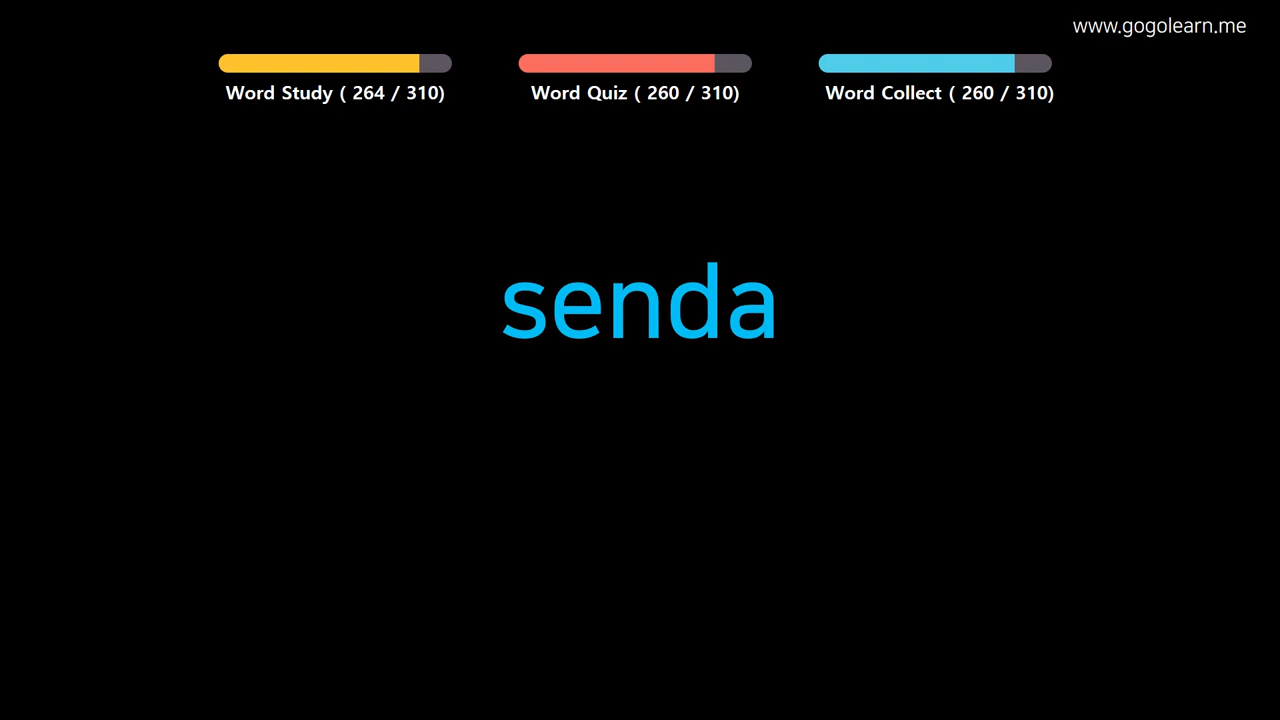 www.gogolearn.me
Word Study ( 264 / 310)
Word Quiz ( 260 / 310)
Word Collect ( 260 / 310)
senda